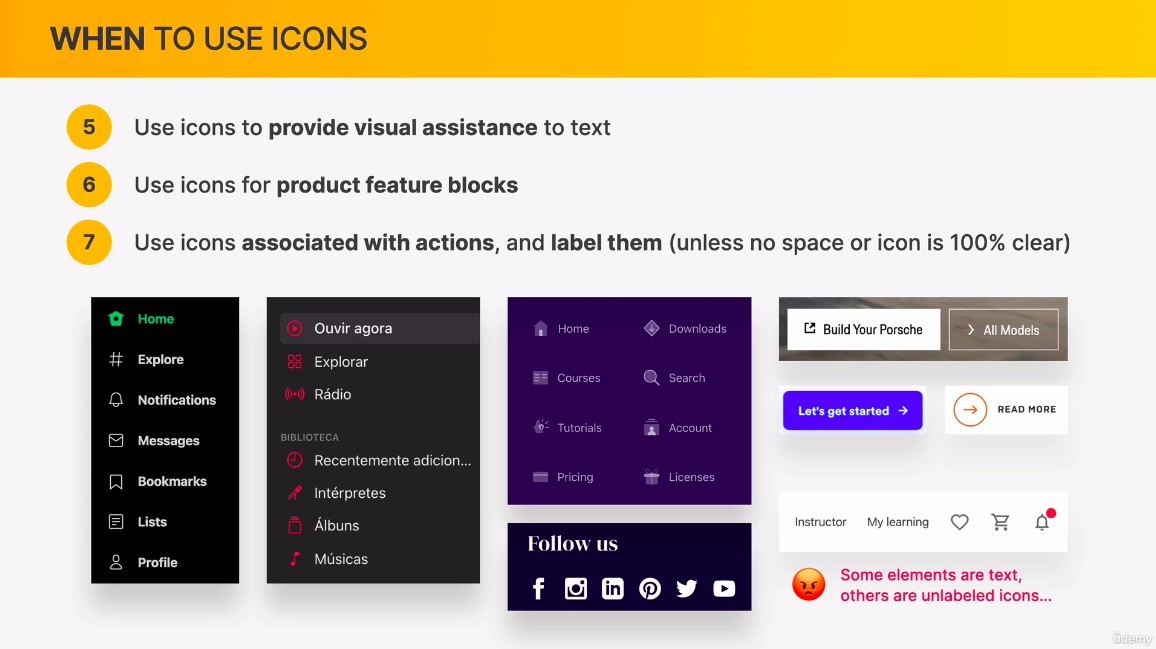 WHEN TO USE ICONS
5 Use icons to provide visual assistance to text
6 Use icons for product feature blocks
7 Use icons associated with actions, and label them (unless no space or icon is 100% clear)
Home
Explore
Notifications
Messages
Bookmarks
Lists
Profile
Ouvir agora
Explorar
Rádio
BIBLIOTECA
Recentemente adicion...
Intérpretes
Álbuns
Músicas
Home Downloads
Courses Search
Tutorials Account
Pricing Licenses
Follow us
Build Your Porsche All Models
Let's get started READ MORE
Instructor My learning
Some elements are text,
others are unlabeled icons...
ûdemy